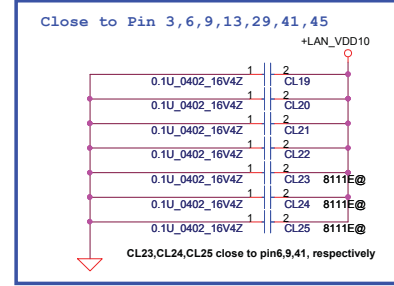 Close to Pin 3,6,9,13,29,41,45
+LAN_VDD10
1 2
0.1U_0402_16V4Z CL19
1 2
0.1U_0402_16V4Z CL20
1 2
0.1U_0402_16V4Z CL21
1 2
0.1U_0402_16V4Z CL22
1 2
0.1U_0402_16V4Z CL23 8111E@
1 2
0.1U_0402_16V4Z CL24 8111E@
1 2
0.1U_0402_16V4Z CL25 8111E@
CL23,CL24,CL25 close to pin6,9,41, respectively